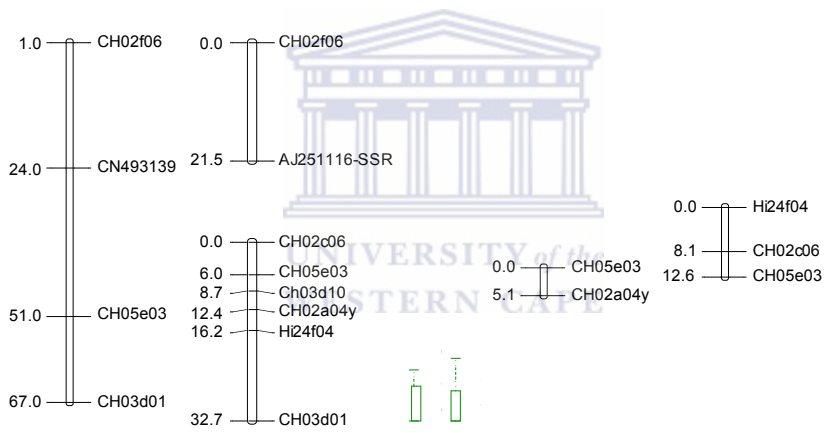 1.0 CH02f06
24.0 CN493139
51.0 CH05e03
67.0 CH03d01
0.0 CH02f06
21.5 AJ251116-SSR
0.0 CH02c06
6.0 CH05e03
8.7 Ch03d10
12.4 CH02a04y
16.2 Hi24f04
32.7 CH03d01
0.0 CH05e03
5.1 CH02a04y
0.0 Hi24f04
8.1 CH02c06
12.6 CH05e03
UNIVERSITY of the
WESTERN CAPE